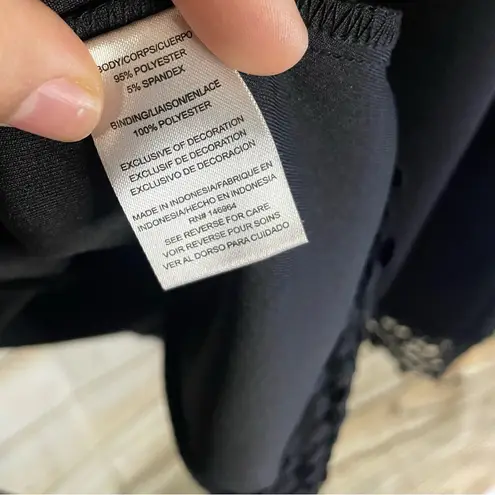 BODY/CORPS/CUERPO
95% POLYESTER
5% SPANDEX
BINDING/LIAISON/ENLACE
100% POLYESTER
EXCLUSIVE OF DECORATION
EXCLUSIF DE DECORATION
EXCLUSIVO DE DECORACION
MADE IN INDONESIA/FABRIQUE EN
INDONESIA/HECHO EN INDONESIA
RN# 146964
SEE REVERSE FOR CARE
VOIR REVERSE POUR SOINS
VER AL DORSO PARA CUIDADO